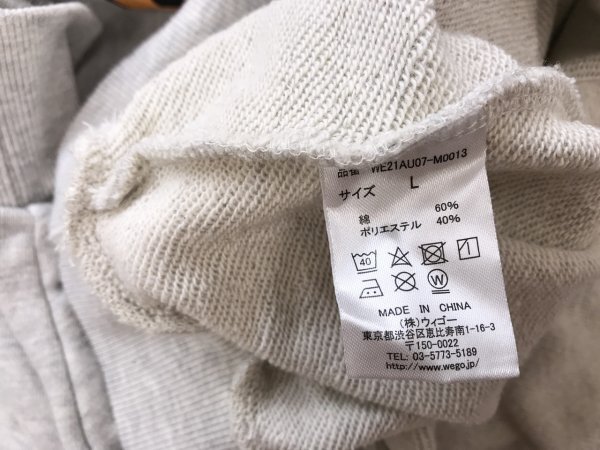 品番 WE21AU07-M0013
サイズ L
綿 60%
ポリエステル 40%
40
W
MADE IN CHINA
(株)ウィゴー
東京都渋谷区恵比寿南1-16-3
〒150-0022
TEL: 03-5773-5189
https://www.wego.jp/